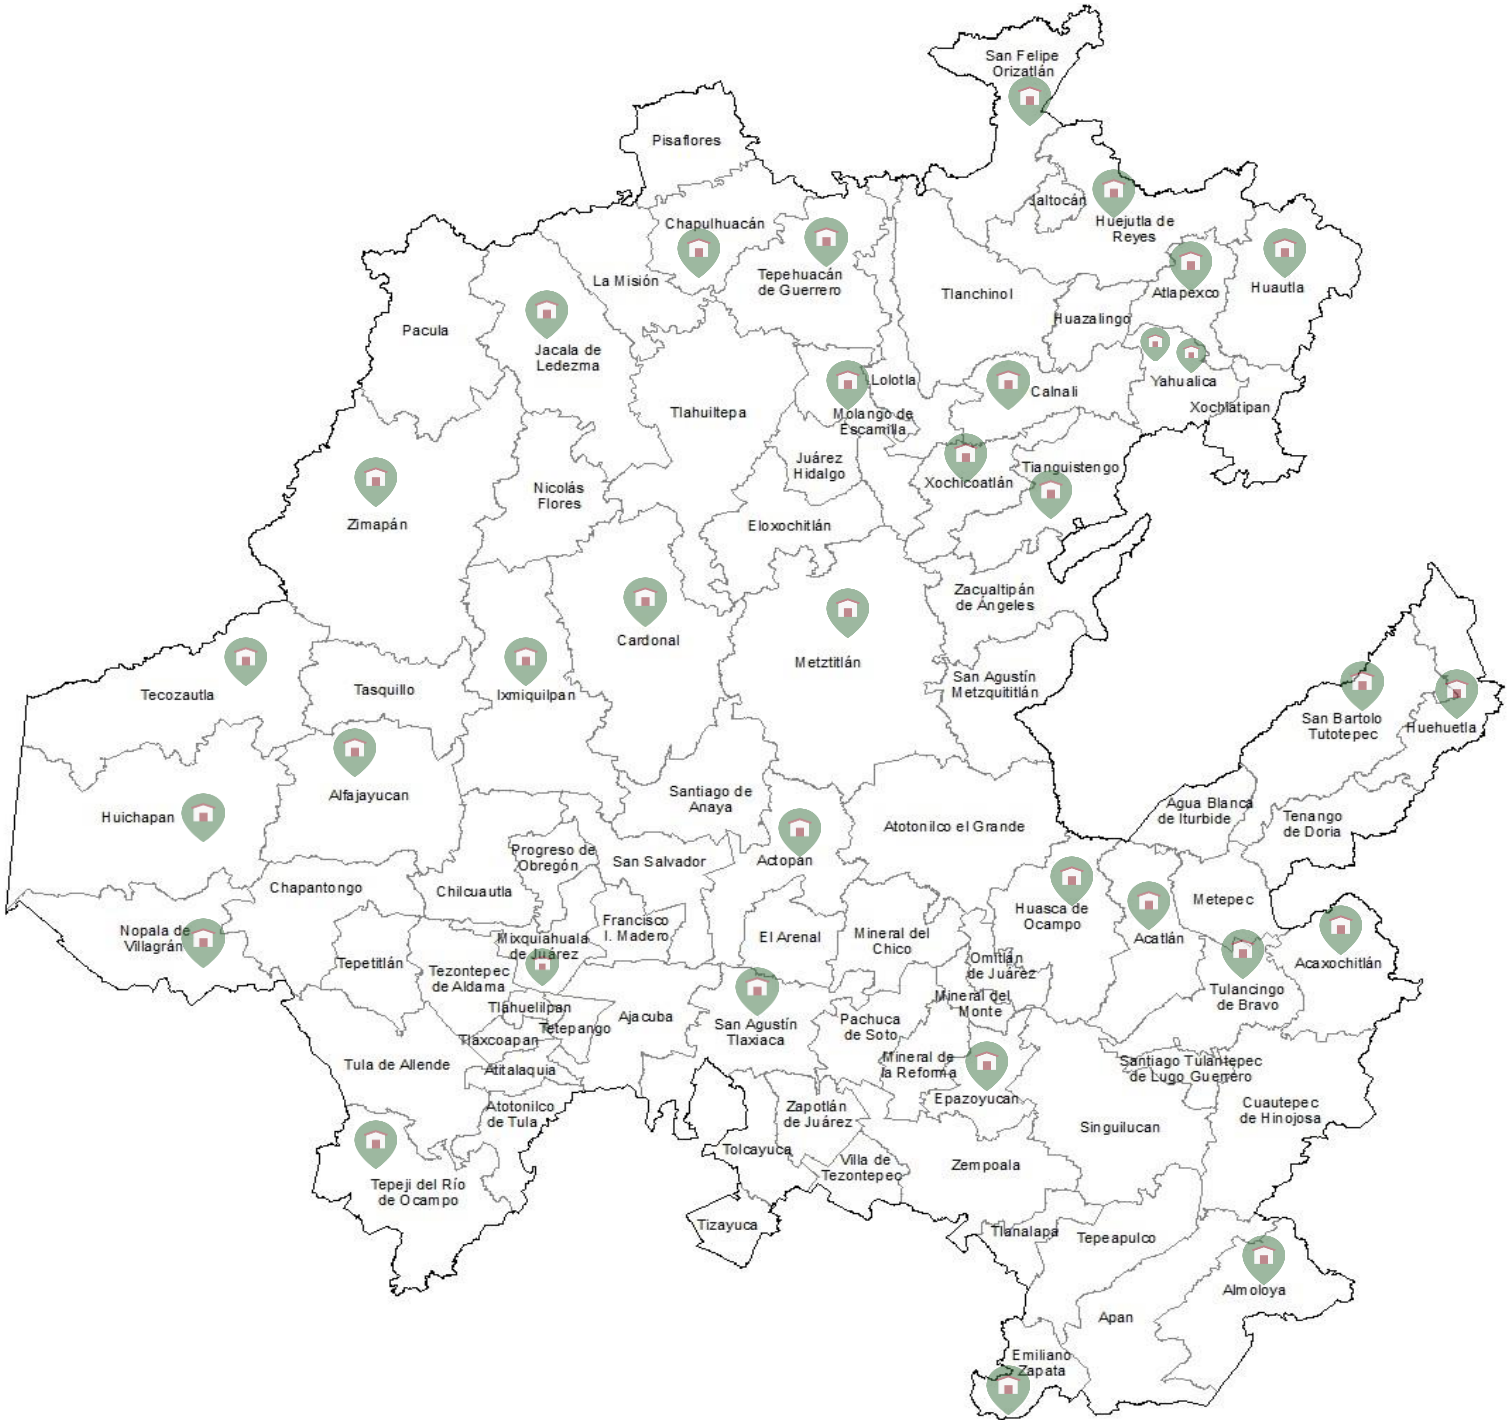 San Felipe
Orizatlán
Pisaflores
Jaltocán
Huejutla de
Reyes
Chapulhuacán
La Misión
Tepehuacán
de Guerrero
Tlanchinol
Atlapexco
Huautla
Huazalingo
Pacula
Jacala de
Ledezma
Lolotla
Calnali
Yahualica
Xochiatipan
Tlahuiltepa
Molango de
Escamilla
Juárez
Hidalgo
Xochicoatlán
Tianguistengo
Nicolás
Flores
Zimapán
Eloxochitlán
Zacualtipán
de Ángeles
Cardonal
Metztitlán
San Agustín
Metzquititlán
Tecozautla
Tasquillo
Ixmiquilpan
San Bartolo
Tutotepec
Huehuetla
Huichapan
Alfajayucan
Santiago de
Anaya
Agua Blanca
de Iturbide
Tenango
de Doria
Atotonilco el Grande
Progreso de
Obregón
San Salvador
Actopan
Chapantongo
Chilcuautla
Huasca de
Ocampo
Metepec
Acatlán
Nopala de
Villagrán
Mixquiahuala
de Juárez
Francisco
I. Madero
El Arenal
Mineral del
Chico
Tepetitlán
Tezontepec
de Aldama
Omitlán
de Juárez
Acaxochitlán
Tulancingo
de Bravo
Tlahuelilpan
Mineral del
Monte
Tlaxcoapan
Tetepango
Ajacuba
San Agustín
Tlaxiaca
Pachuca
de Soto
Tula de Allende
Atitalaquia
Mineral de
la Reforma
Santiago Tulantepec
de Lugo Guerrero
Epazoyucan
Atotonilco
de Tula
Zapotlán
de Juárez
Cuautepec
de Hinojosa
Singuilucan
Tolcayuca
Villa de
Tezontepec
Zempoala
Tepeji del Río
de Ocampo
Tizayuca
Tlanalapa
Tepeapulco
Almoloya
Apan
Emiliano
Zapata